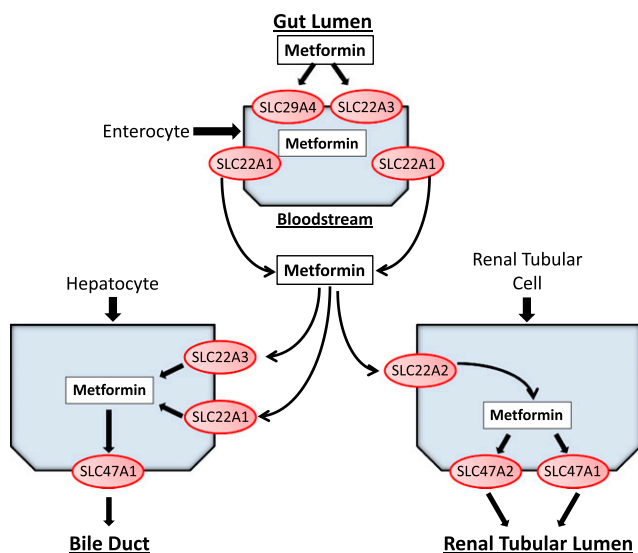 Gut Lumen
Metformin
SLC29A4
SLC22A3
Enterocyte
Metformin
SLC22A1
SLC22A1
Bloodstream
Metformin
Hepatocyte
Renal Tubular
Cell
SLC22A3
SLC22A2
Metformin
SLC22A1
Metformin
SLC47A1
SLC47A2
SLC47A1
Bile Duct
Renal Tubular Lumen